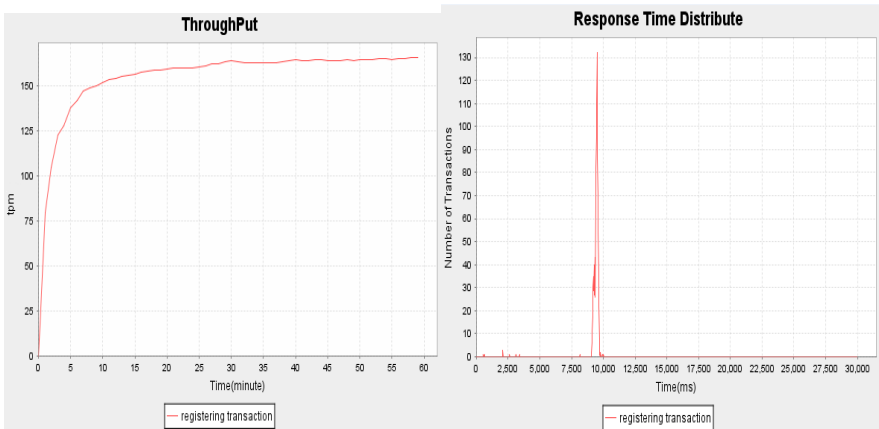 ThroughPut
150
125
100
75
50
25
0
tpm
0 5 10 15 20 25 30 35 40 45 50 55 60
Time(minute)
registering transaction
Response Time Distribute
130
120
110
100
90
80
70
60
50
40
30
20
10
0
Number of Transactions
0 2,500 5,000 7,500 10,000 12,500 15,000 17,500 20,000 22,500 25,000 27,500 30,000
Time(ms)
registering transaction